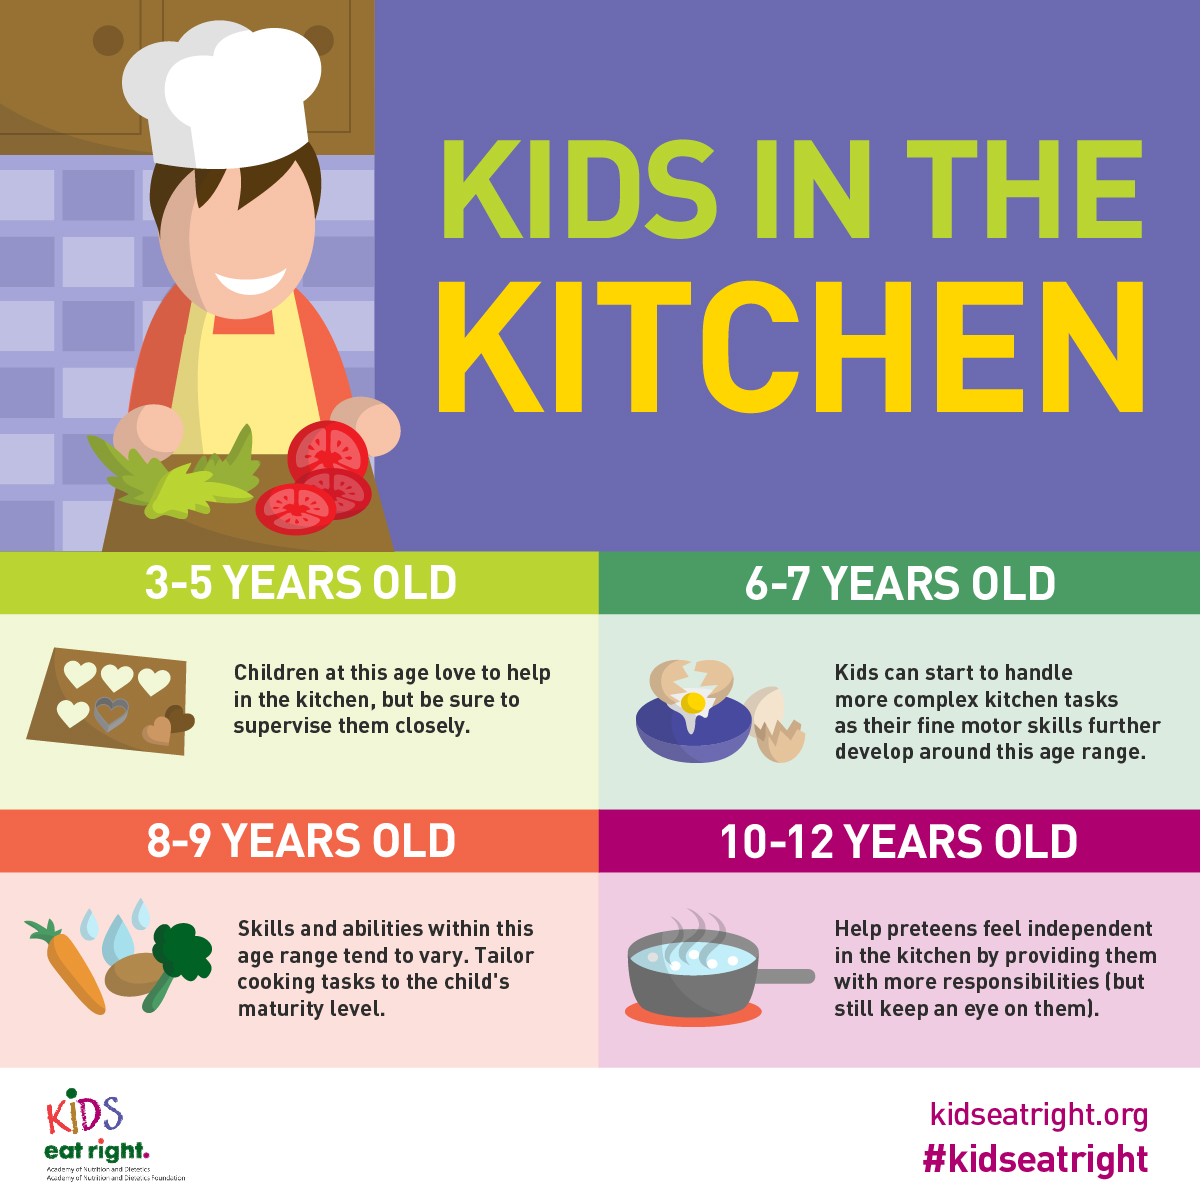 KIDS IN THE
KITCHEN
3-5 YEARS OLD
Children at this age love to help
in the kitchen, but be sure to
supervise them closely.
6-7 YEARS OLD
Kids can start to handle
more complex kitchen tasks
as their fine motor skills further
develop around this age range.
8-9 YEARS OLD
Skills and abilities within this
age range tend to vary. Tailor
cooking tasks to the child's
maturity level.
10-12 YEARS OLD
Help preteens feel independent
in the kitchen by providing them
with more responsibilities (but
still keep an eye on them).
KiDS
eat right.
Academy of Nutrition and Dietetics
Academy of Nutrition and Dietetics Foundation
kidseatright.org
#kidseatright